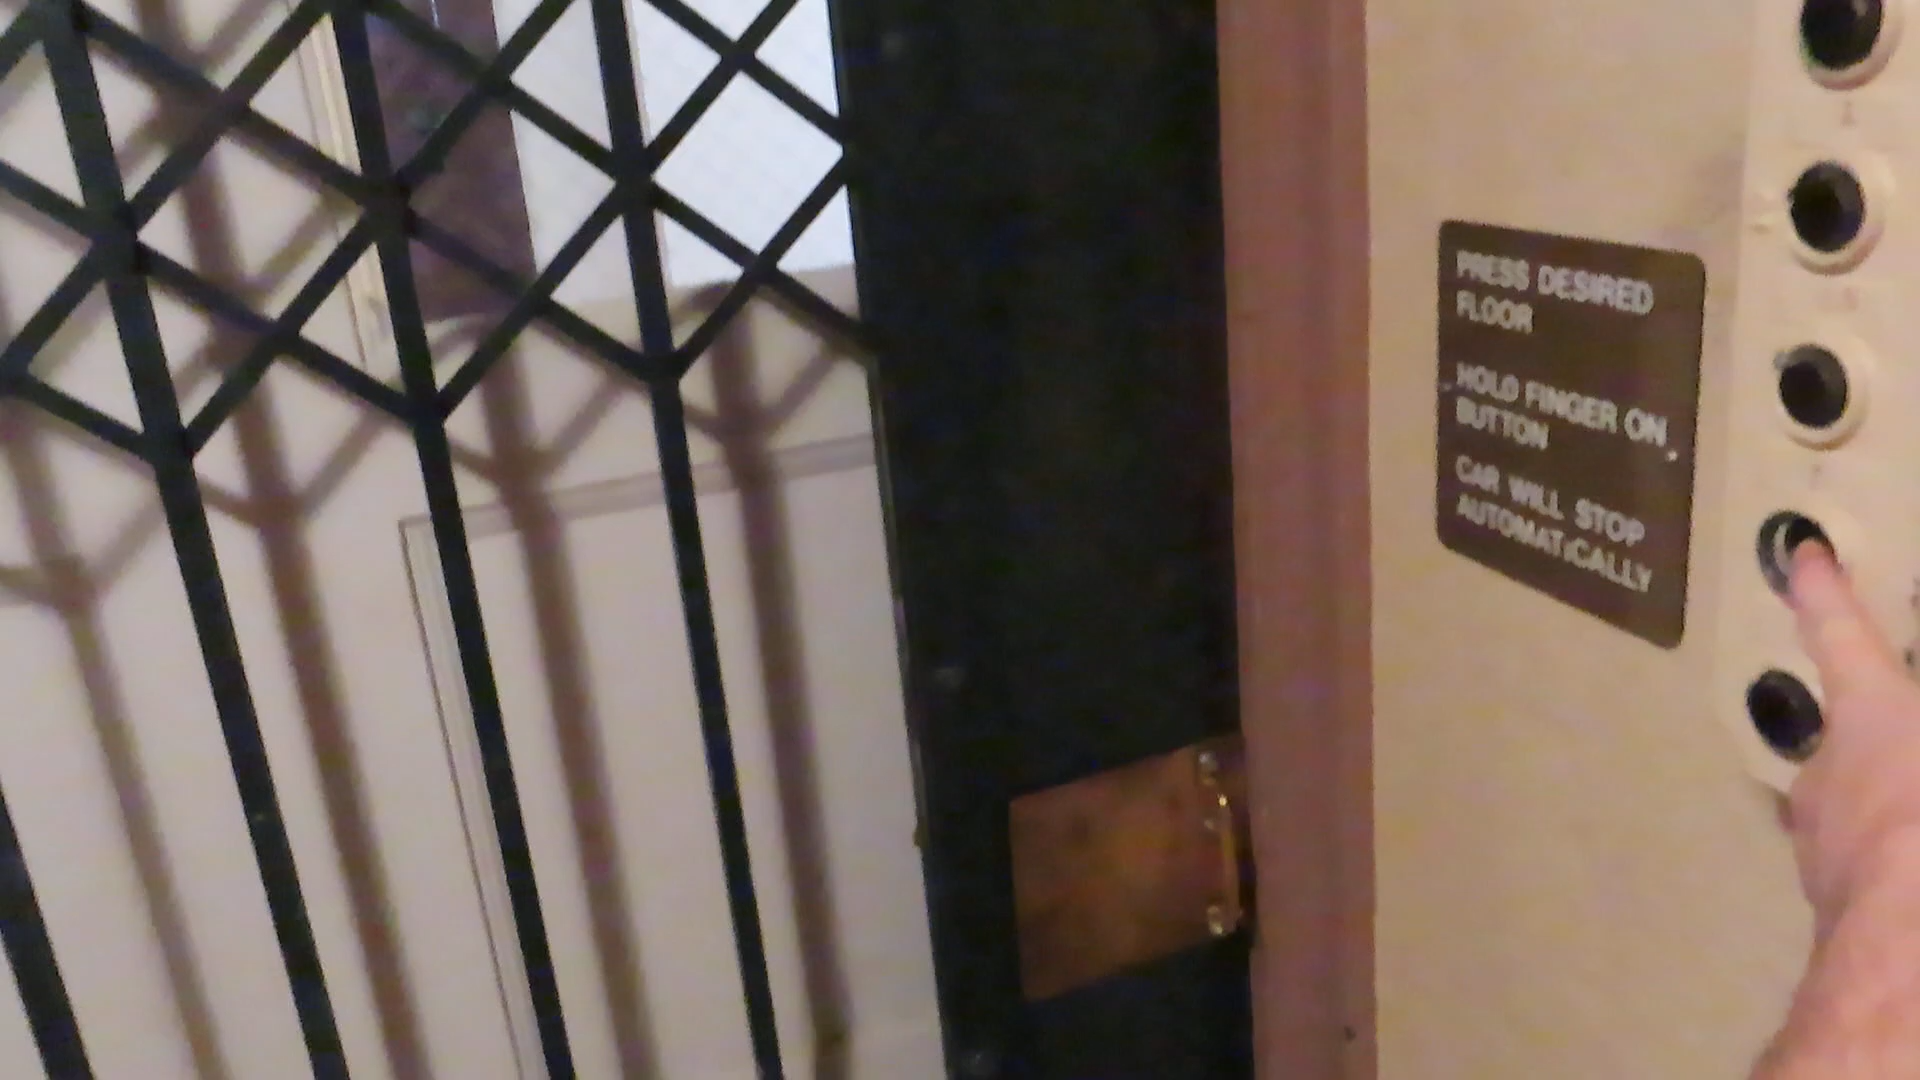 PRESS DESIRED
FLOOR
HOLD FINGER ON
BUTTON
CAR WILL STOP
AUTOMATICALLY